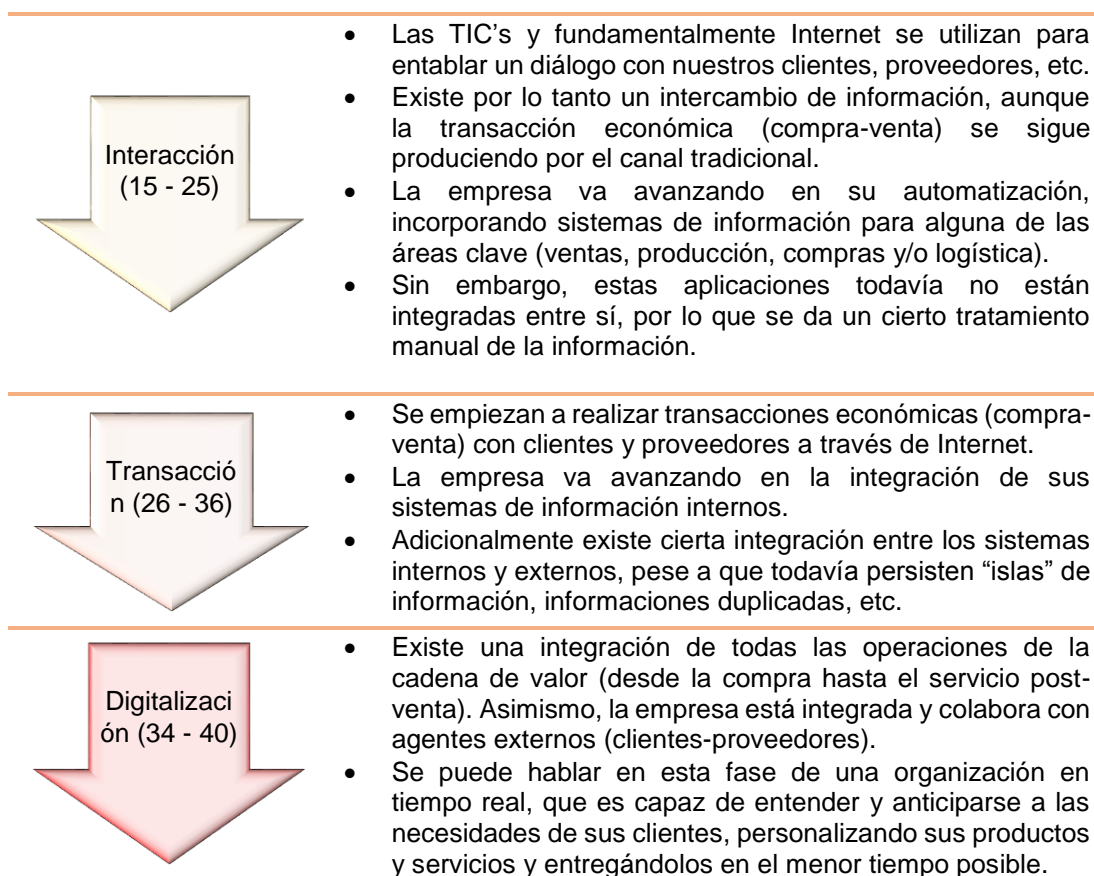 Interacción
(15 - 25)
• Las TIC’s y fundamentalmente Internet se utilizan para
entablar un diálogo con nuestros clientes, proveedores, etc.
• Existe por lo tanto un intercambio de información, aunque
la transacción económica (compra-venta) se sigue
produciendo por el canal tradicional.
• La empresa va avanzando en su automatización,
incorporando sistemas de información para alguna de las
áreas clave (ventas, producción, compras y/o logística).
• Sin embargo, estas aplicaciones todavía no están
integradas entre sí, por lo que se da un cierto tratamiento
manual de la información.
Transacció
n (26 - 36)
• Se empiezan a realizar transacciones económicas (compra-
venta) con clientes y proveedores a través de Internet.
• La empresa va avanzando en la integración de sus
sistemas de información internos.
• Adicionalmente existe cierta integración entre los sistemas
internos y externos, pese a que todavía persisten “islas” de
información, informaciones duplicadas, etc.
Digitalizaci
ón (34 - 40)
• Existe una integración de todas las operaciones de la
cadena de valor (desde la compra hasta el servicio post-
venta). Asimismo, la empresa está integrada y colabora con
agentes externos (clientes-proveedores).
• Se puede hablar en esta fase de una organización en
tiempo real, que es capaz de entender y anticiparse a las
necesidades de sus clientes, personalizando sus productos
y servicios y entregándolos en el menor tiempo posible.